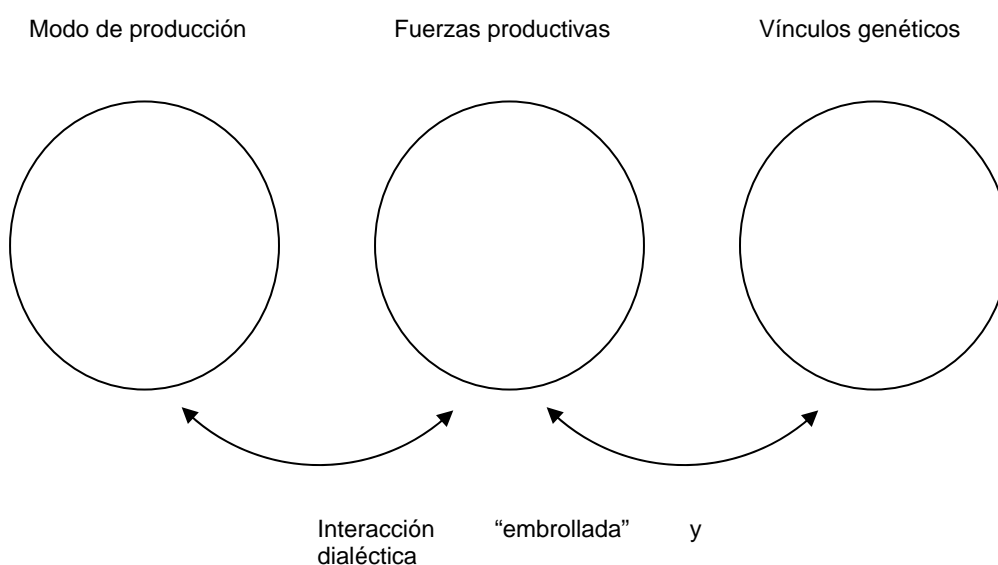 Modo de producción
Fuerzas productivas
Vínculos genéticos
Interacción “embrollada” y
dialéctica